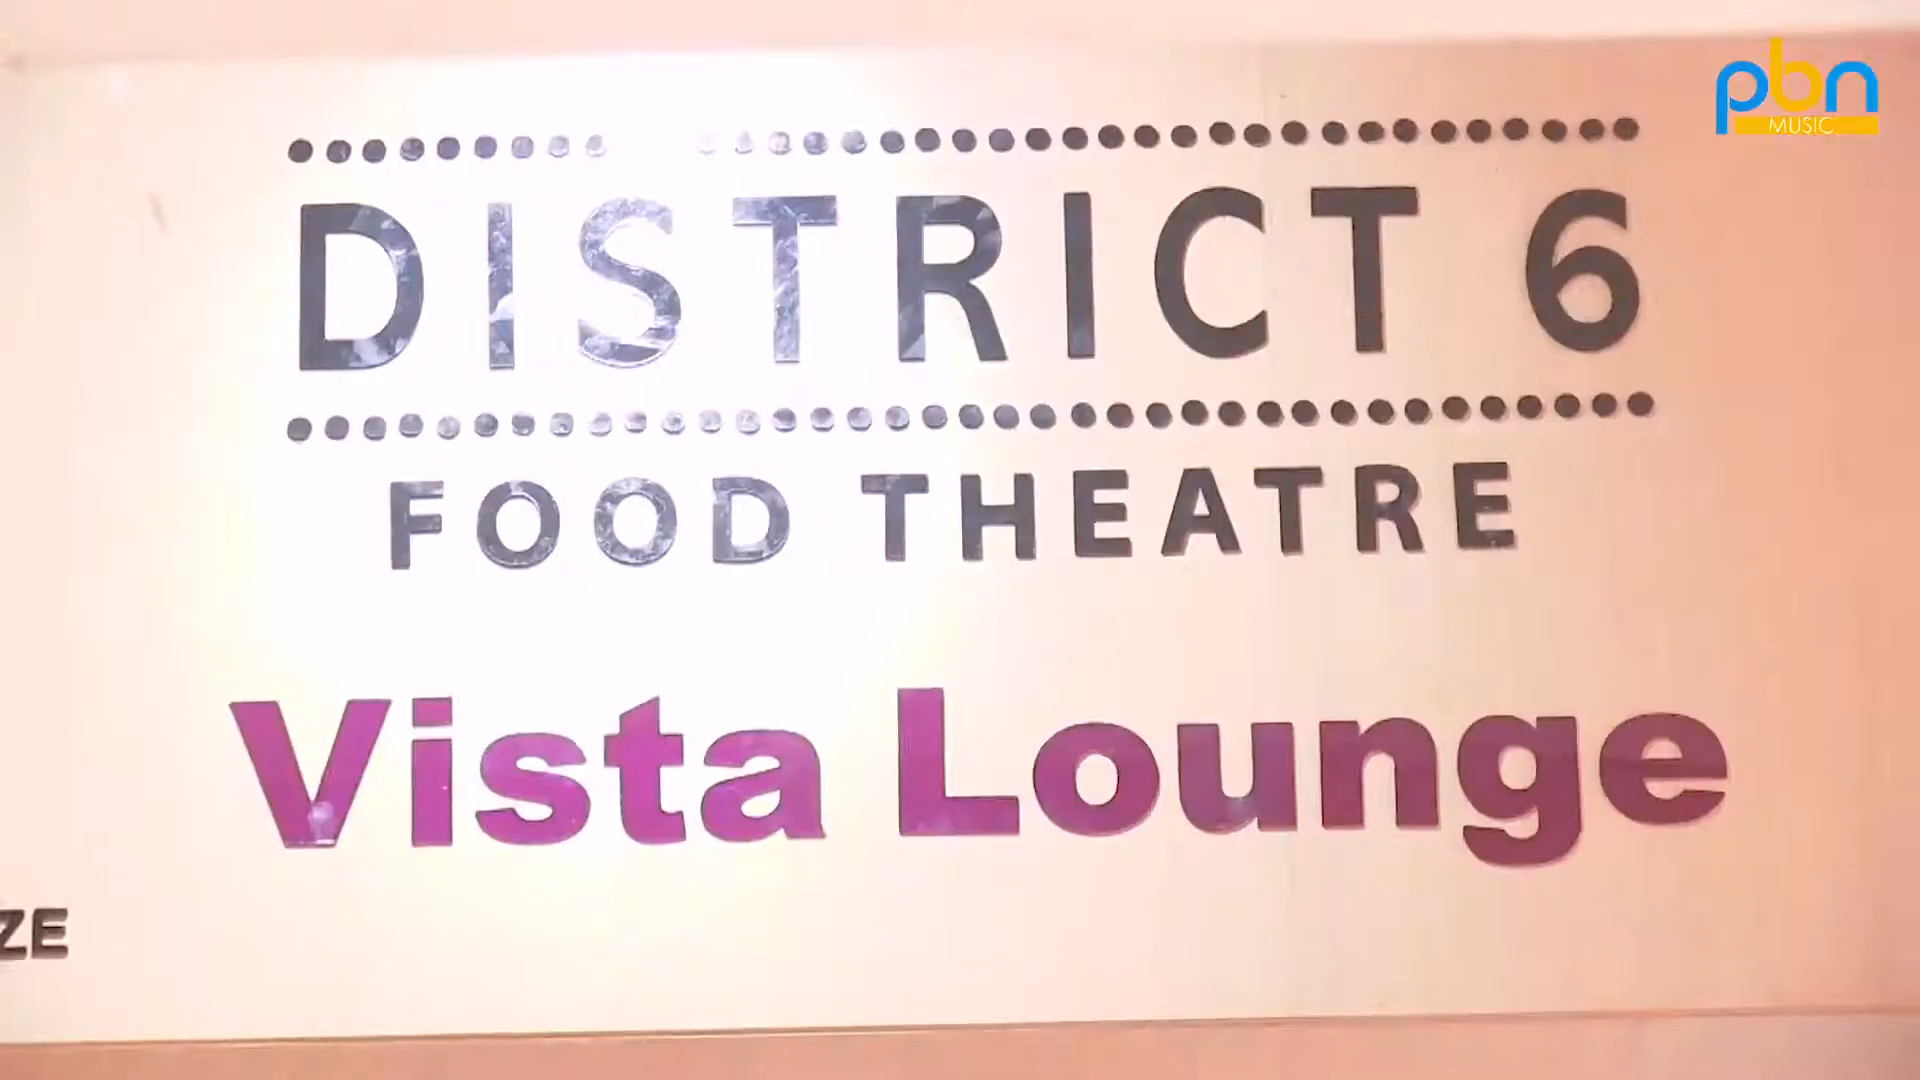 pbn
MUSIC
DISTRICT 6
FOOD THEATRE
Vista Lounge
ZE